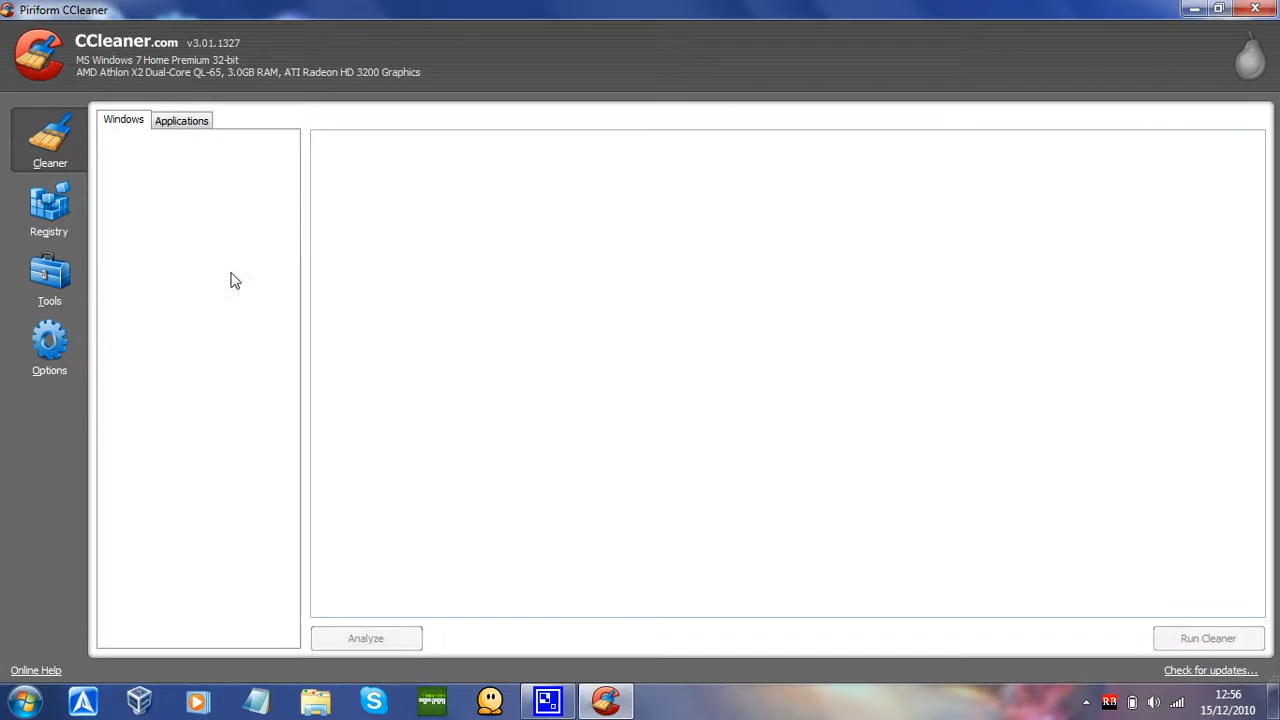 Piriform CCleaner
CCleaner.com v3.01.1327
MS Windows 7 Home Premium 32-bit
AMD Athlon X2 Dual-Core QL-65, 3.0GB RAM, ATI Radeon HD 3200 Graphics
Windows
Applications
Cleaner
Registry
Tools
Options
Analyze
Run Cleaner
Online Help
Check for updates...
RB
12:56
15/12/2010